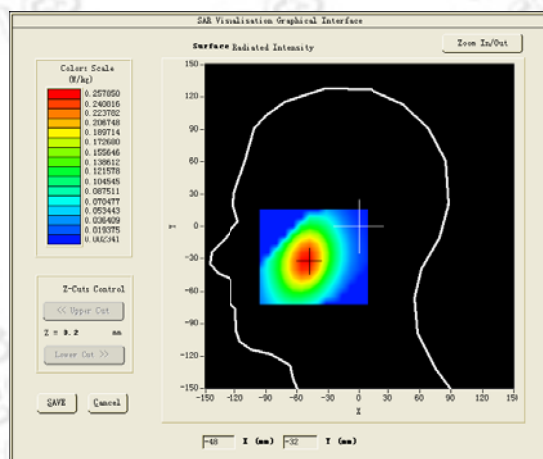 SAR Visualisation Graphical Interface
Surface Radiated Intensity
Zoom In/Out
Colors Scale
(W/kg)
0.257850
0.240816
0.223782
0.206748
0.189714
0.172680
0.155646
0.138612
0.121578
0.104545
0.087511
0.070477
0.053443
0.036409
0.019375
0.002341
Z-Cuts Control
<< Upper Cut
Z = 0.2 mm
Lower Cut >>
SAVE
Cancel
150
120
90
60
30
0
-30
-60
-90
-120
-150
Y
-150 -120 -90 -60 -30 0 30 60 90 120 150
X
-48 X (mm) -32 Y (mm)